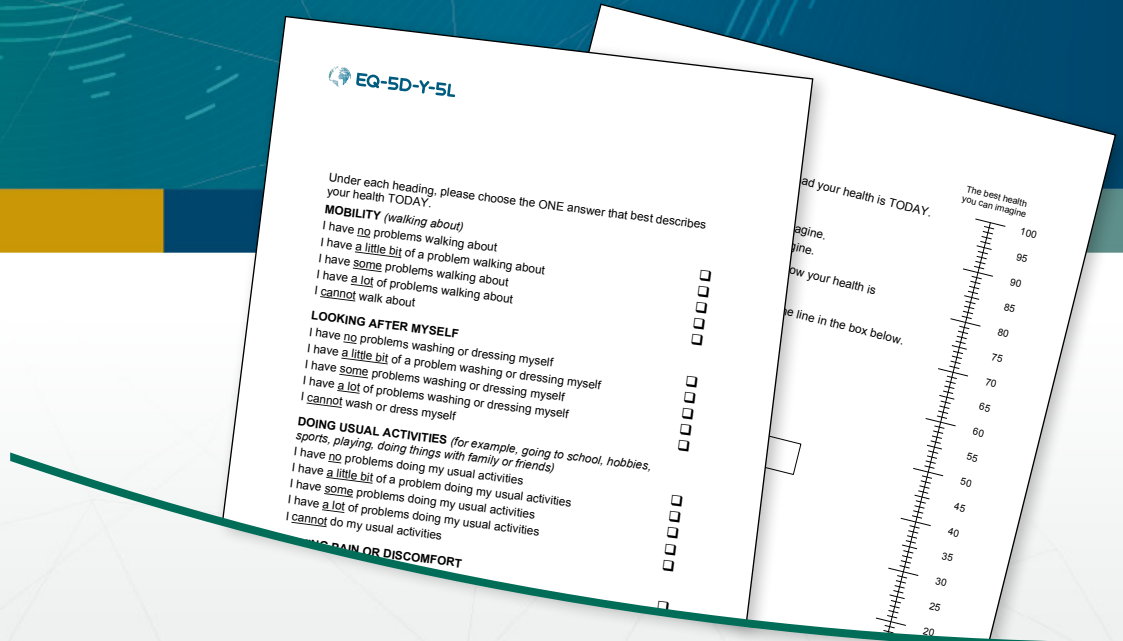 EQ-5D-Y-5L
Under each heading, please choose the ONE answer that best describes
your health TODAY.
MOBILITY (walking about)
I have no problems walking about
I have a little bit of a problem walking about
I have some problems walking about
I have a lot of problems walking about
I cannot walk about
LOOKING AFTER MYSELF
I have no problems washing or dressing myself
I have a little bit of a problem washing or dressing myself
I have some problems washing or dressing myself
I have a lot of problems washing or dressing myself
I cannot wash or dress myself
DOING USUAL ACTIVITIES (for example, going to school, hobbies,
sports, playing, doing things with family or friends)
I have no problems doing my usual activities
I have a little bit of a problem doing my usual activities
I have some problems doing my usual activities
I have a lot of problems doing my usual activities
I cannot do my usual activities
PAIN OR DISCOMFORT
your health is TODAY.
your health is
line in the box below.
The best health
you can imagine
100
95
90
85
80
75
70
65
60
55
50
45
40
35
30
25
20